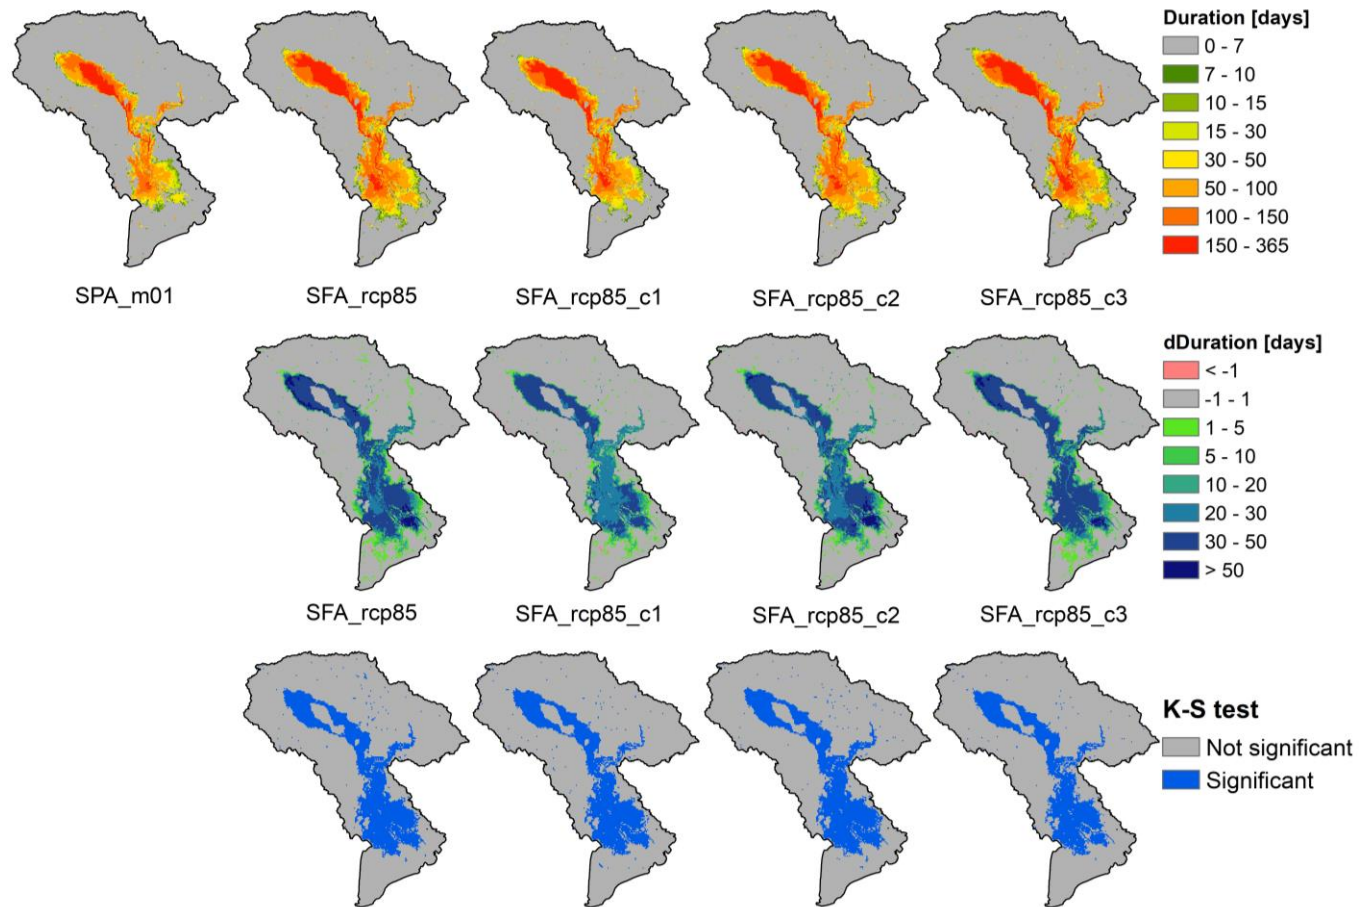 Duration [days]
0 - 7
7 - 10
10 - 15
15 - 30
30 - 50
50 - 100
100 - 150
150 - 365
SPA_m01
SFA_rcp85
SFA_rcp85_c1
SFA_rcp85_c2
SFA_rcp85_c3
dDuration [days]
< -1
-1 - 1
1 - 5
5 - 10
10 - 20
20 - 30
30 - 50
> 50
SFA_rcp85
SFA_rcp85_c1
SFA_rcp85_c2
SFA_rcp85_c3
K-S test
Not significant
Significant